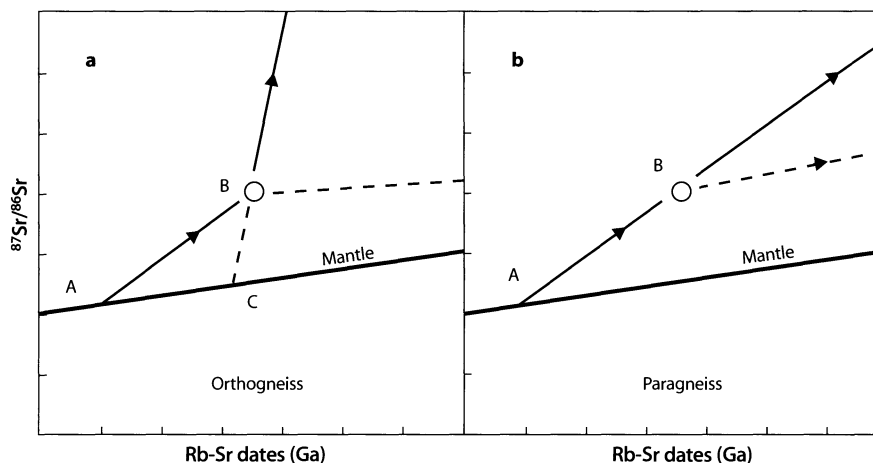 a
b
B
B
⁸⁷Sr/⁸⁶Sr
Mantle
Mantle
A
A
C
Orthogneiss
Paragneiss
Rb-Sr dates (Ga)
Rb-Sr dates (Ga)